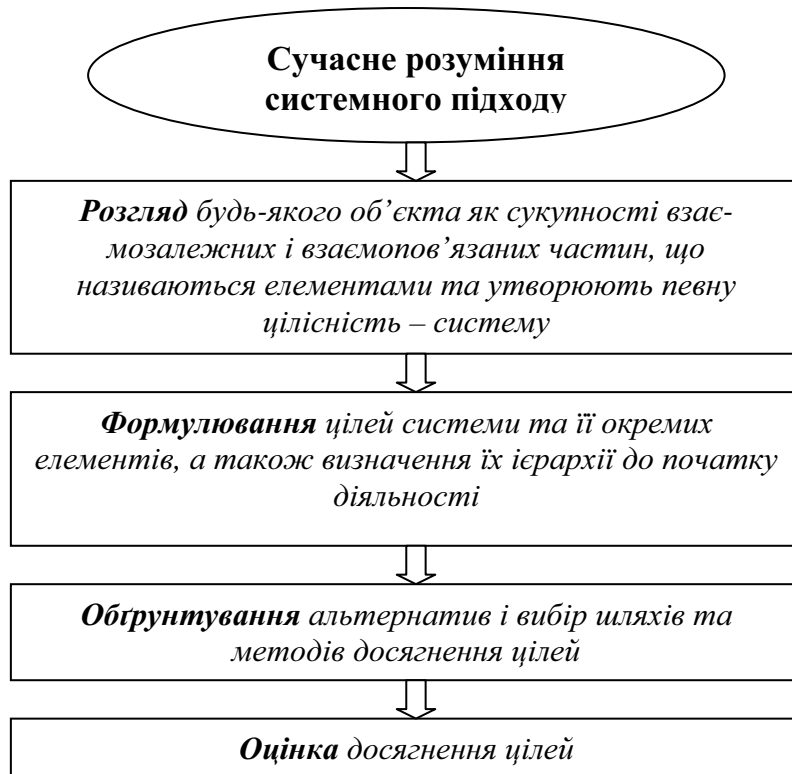 Сучасне розуміння
системного підходу
Розгляд будь-якого об’єкта як сукупності взає-
мозалежних і взаємопов’язаних частин, що
називаються елементами та утворюють певну
цілісність – систему
Формулювання цілей системи та її окремих
елементів, а також визначення їх ієрархії до початку
діяльності
Обґрунтування альтернатив і вибір шляхів та
методів досягнення цілей
Оцінка досягнення цілей